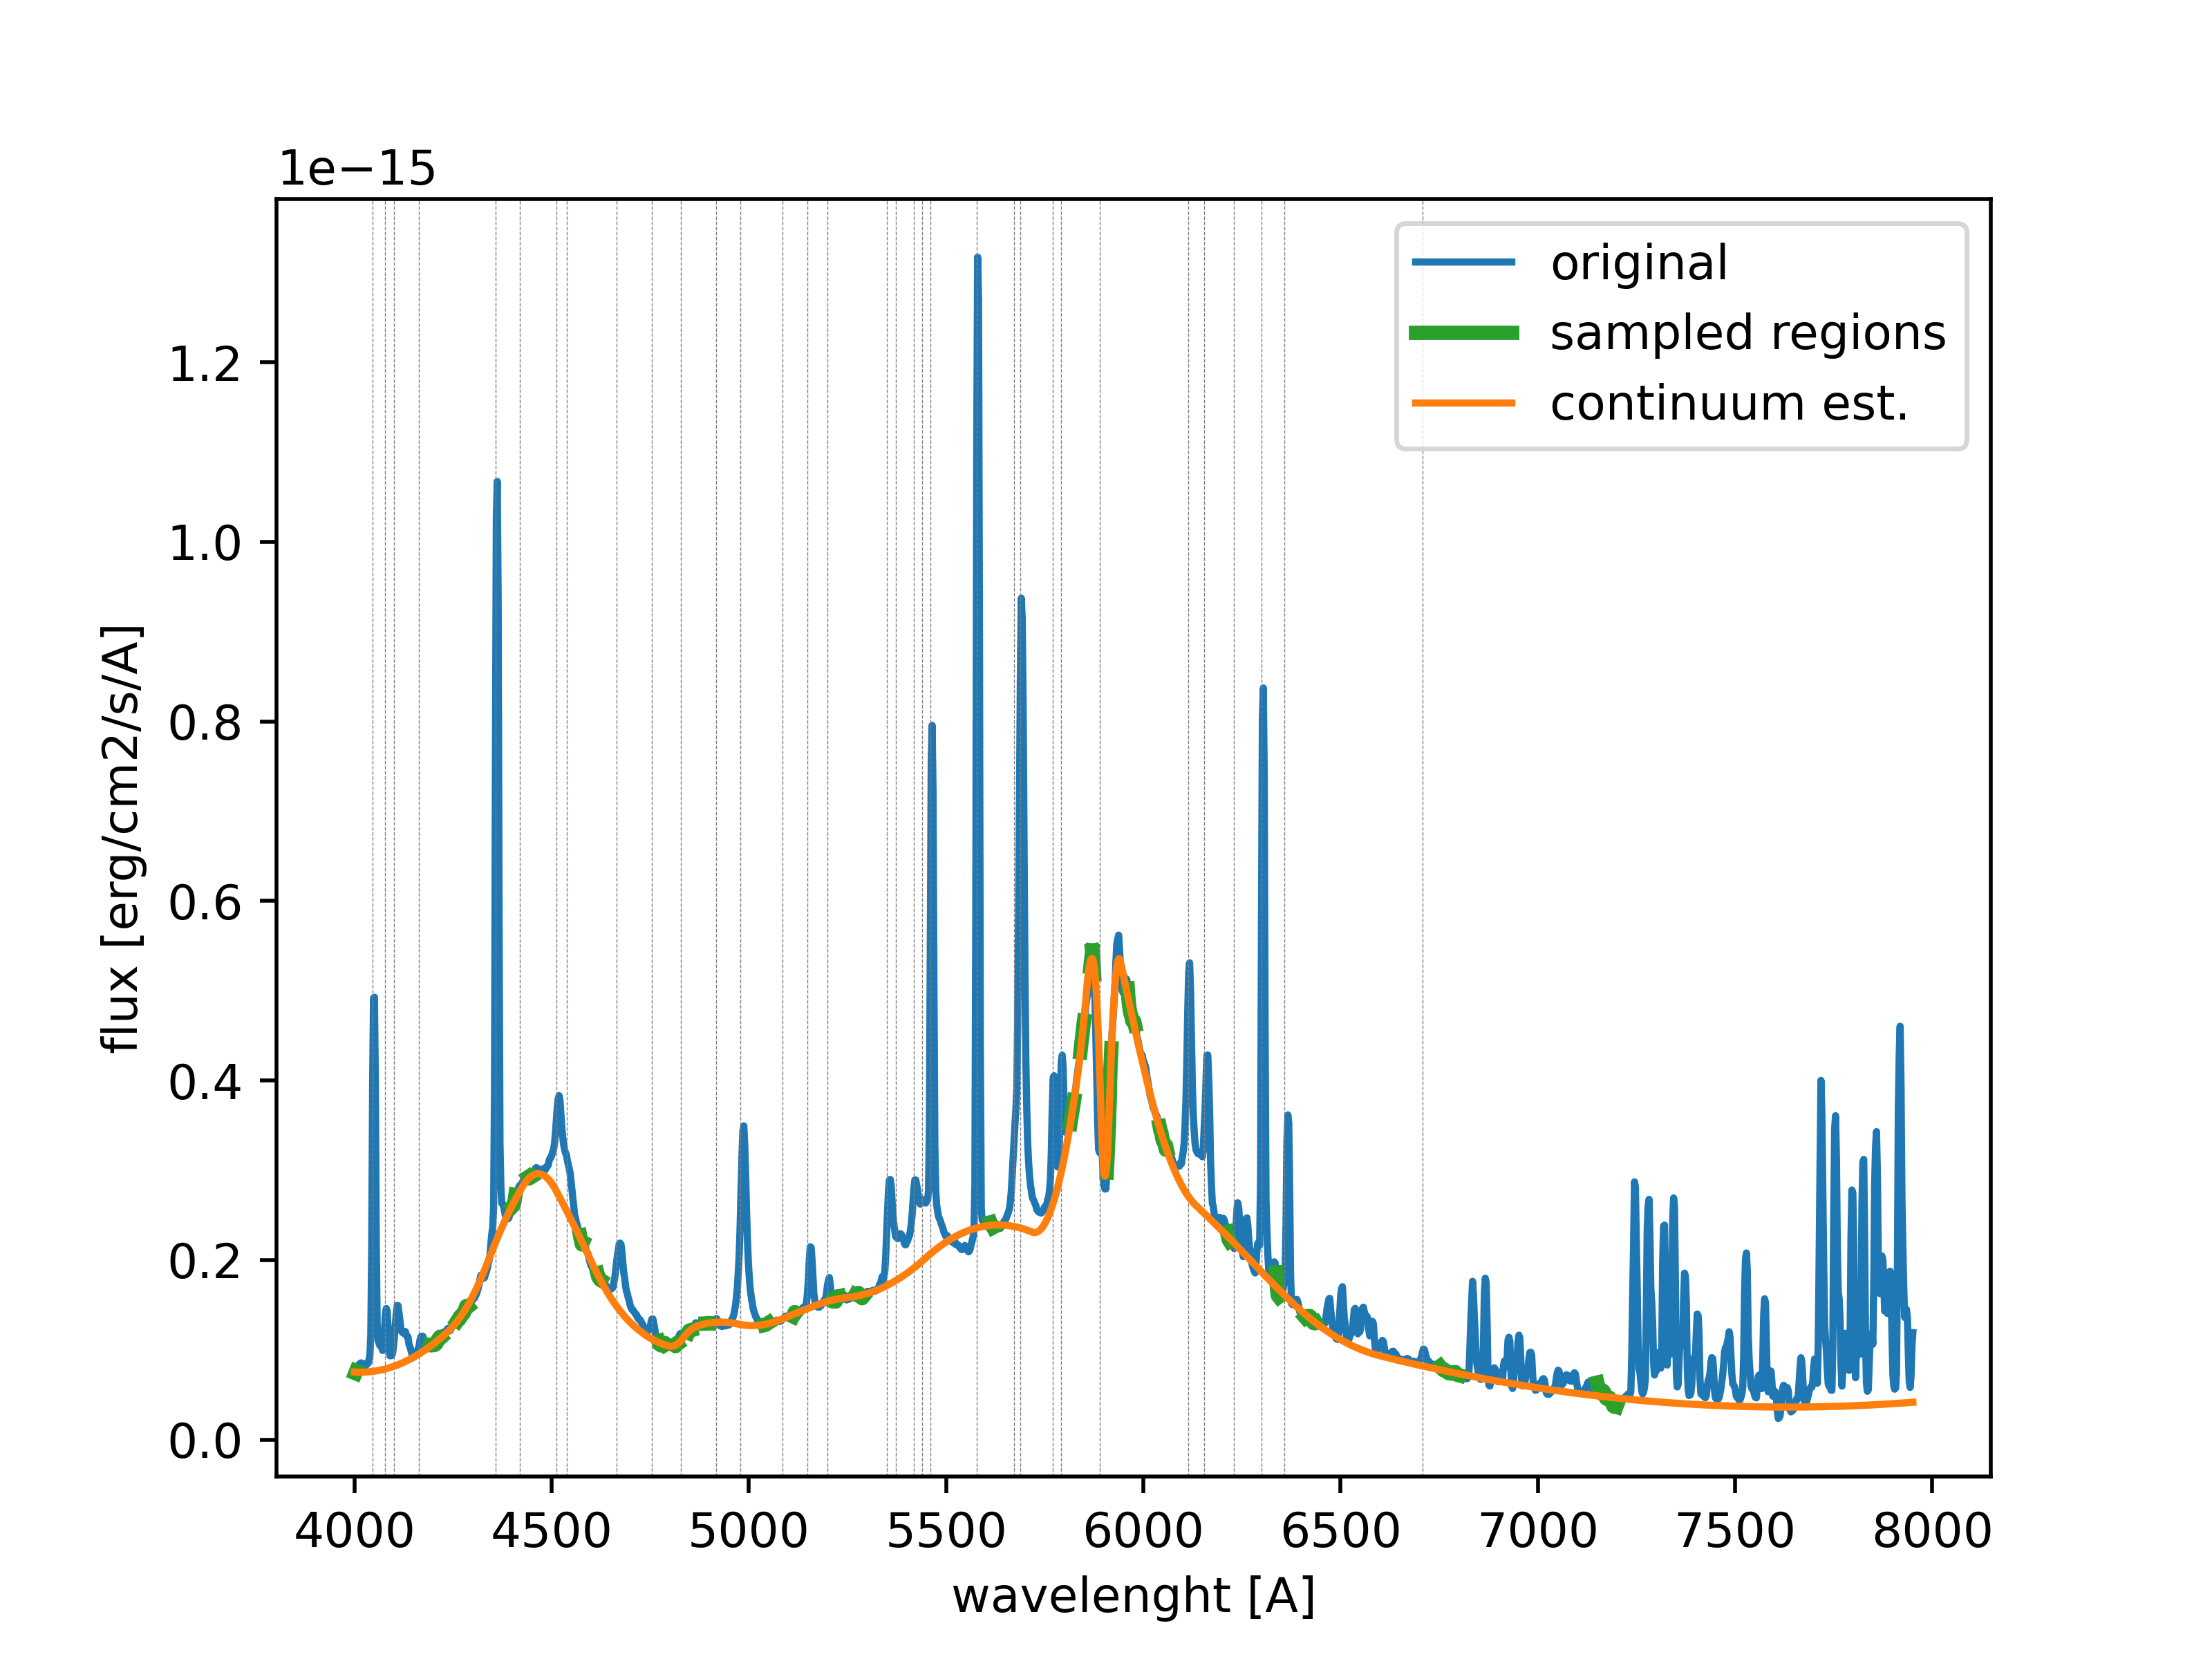 1e−15
original
sampled regions
continuum est.
1.2
1.0
0.8
0.6
0.4
0.2
0.0
flux [erg/cm2/s/A]
4000 4500 5000 5500 6000 6500 7000 7500 8000
wavelenght [A]